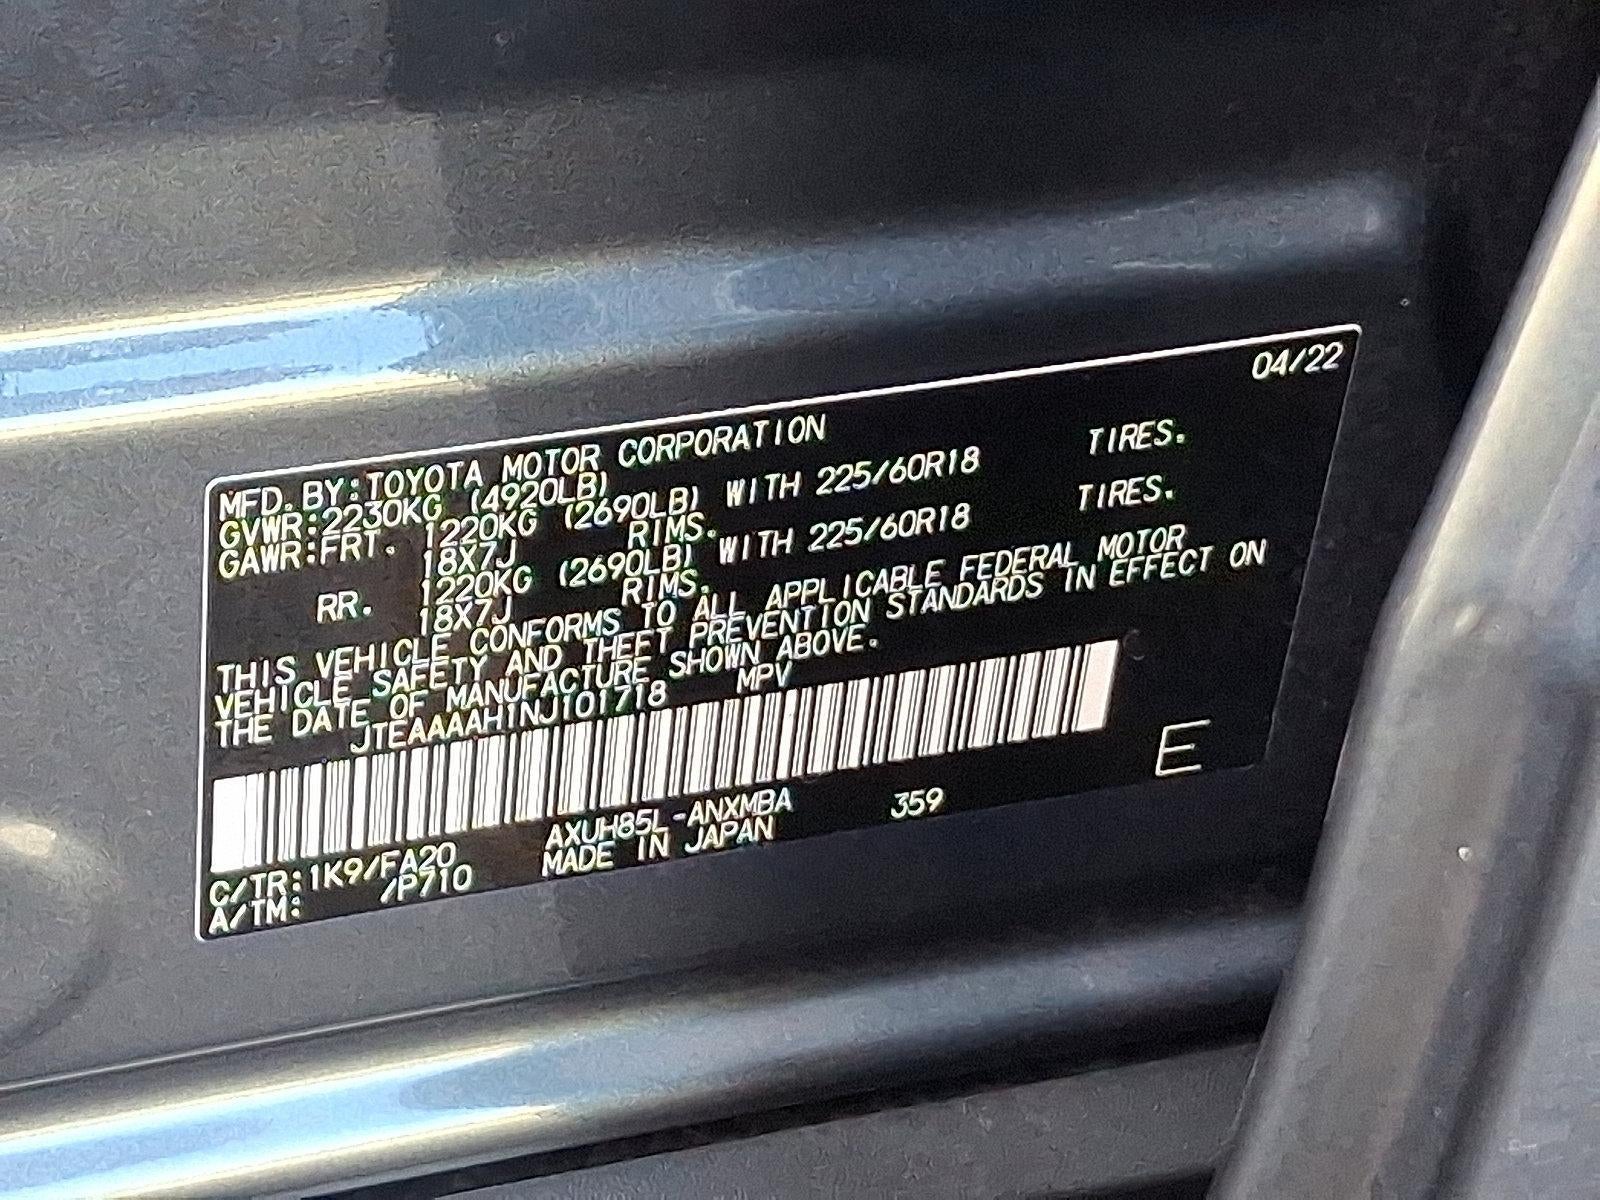 04/22
MFD. BY: TOYOTA MOTOR CORPORATION
GVWR: 2230KG (4920LB)
GAWR: FRT. 1220KG (2690LB) WITH 225/60R18 TIRES.
18X7J RIMS.
RR. 1220KG (2690LB) WITH 225/60R18 TIRES.
18X7J RIMS.
THIS VEHICLE CONFORMS TO ALL APPLICABLE FEDERAL MOTOR
VEHICLE SAFETY AND THEFT PREVENTION STANDARDS IN EFFECT ON
THE DATE OF MANUFACTURE SHOWN ABOVE.
JTEAAAAH1NJ101718 MPV
E
AXUH85L-ANXMBA 359
C/TR: 1K9/FA20 MADE IN JAPAN
A/TM: /P710